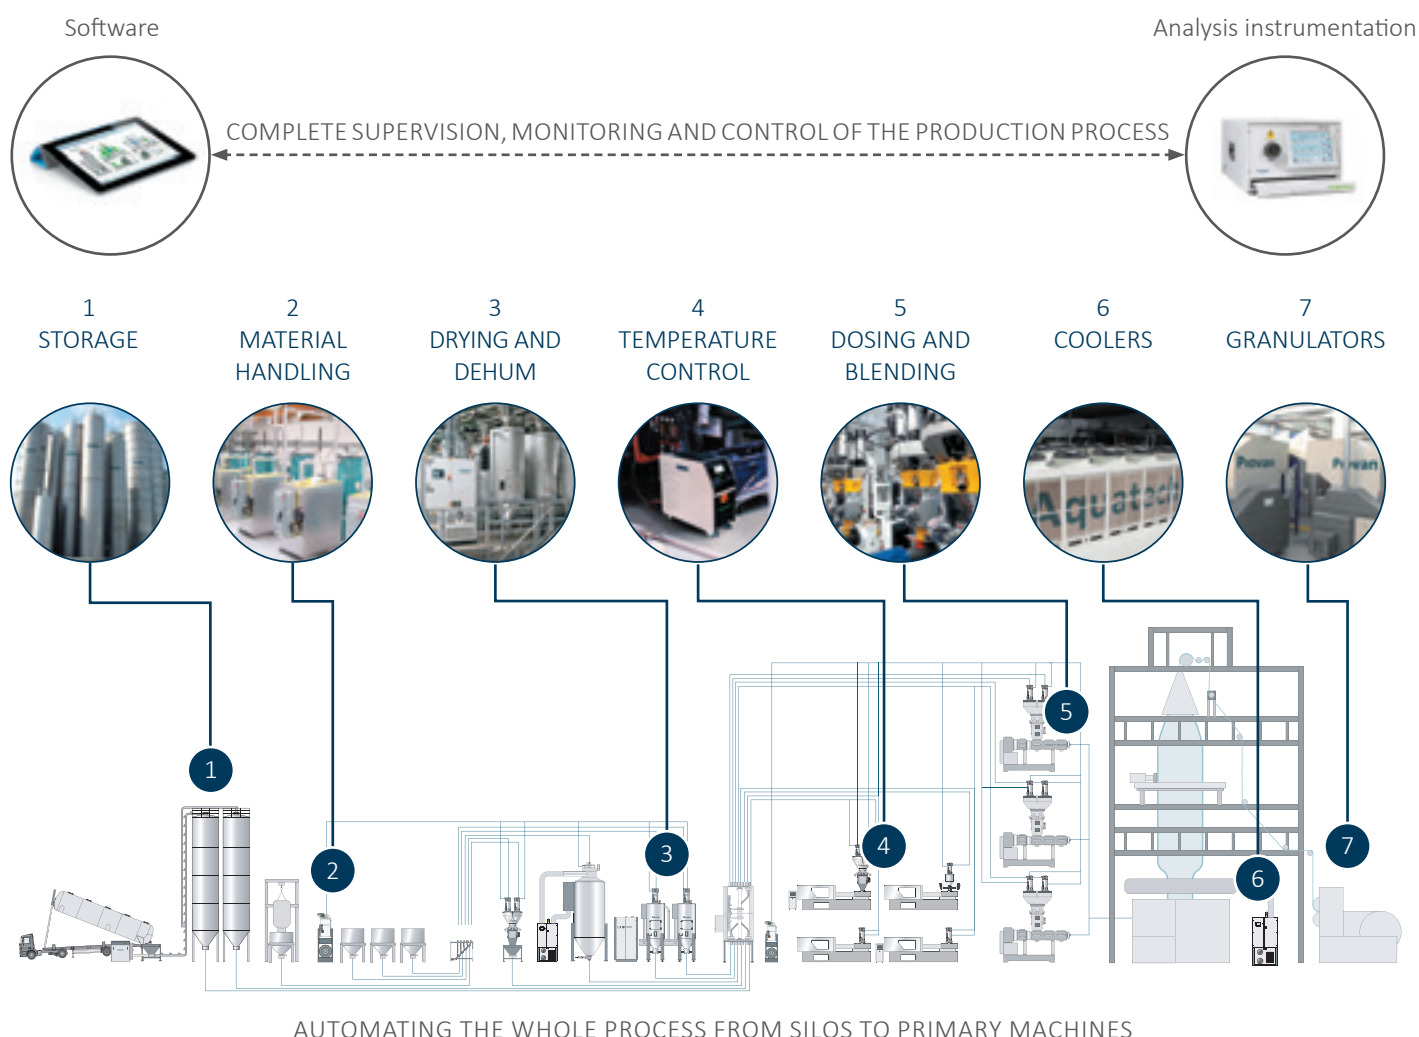 Software
Analysis instrumentation
COMPLETE SUPERVISION, MONITORING AND CONTROL OF THE PRODUCTION PROCESS
1
STORAGE
2
MATERIAL
HANDLING
3
DRYING AND
DEHUM
4
TEMPERATURE
CONTROL
5
DOSING AND
BLENDING
6
COOLERS
7
GRANULATORS
Aquatech
Provan
Provan
5
1
4
7
3
2
6
AUTOMATING THE WHOLE PROCESS FROM SILOS TO PRIMARY MACHINES